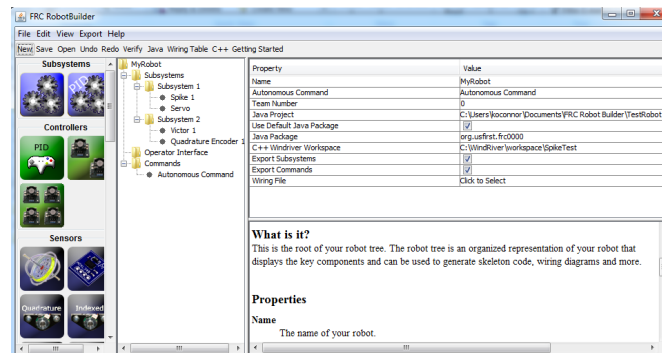 FRC RobotBuilder
File Edit View Export Help
New Save Open Undo Redo Verify Java Wiring Table C++ Getting Started
Subsystems
PID
Controllers
PID
Sensors
Quadrature
Indexed
MyRobot
Subsystems
Subsystem 1
Spike 1
Servo
Subsystem 2
Victor 1
Quadrature Encoder 1
Operator Interface
Commands
Autonomous Command
Property Value
Name MyRobot
Autonomous Command Autonomous Command
Team Number 0
Java Project C:\Users\koconnor\Documents\FRC Robot Builder\TestRobot
Use Default Java Package
Java Package org.usfirst.frc0000
C++ Windriver Workspace C:\WindRiver\workspace\SpikeTest
Export Subsystems
Export Commands
Wiring File Click to Select
What is it?
This is the root of your robot tree. The robot tree is an organized representation of your robot that
displays the key components and can be used to generate skeleton code, wiring diagrams and more.
Properties
Name
The name of your robot.